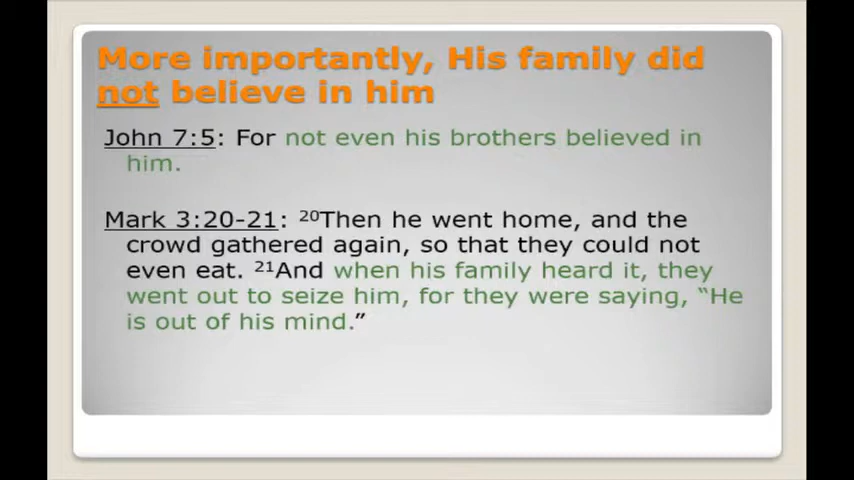 More importantly, His family did
not believe in him
John 7:5: For not even his brothers believed in
him.
Mark 3:20-21: 20Then he went home, and the
crowd gathered again, so that they could not
even eat. 21And when his family heard it, they
went out to seize him, for they were saying, “He
is out of his mind.”